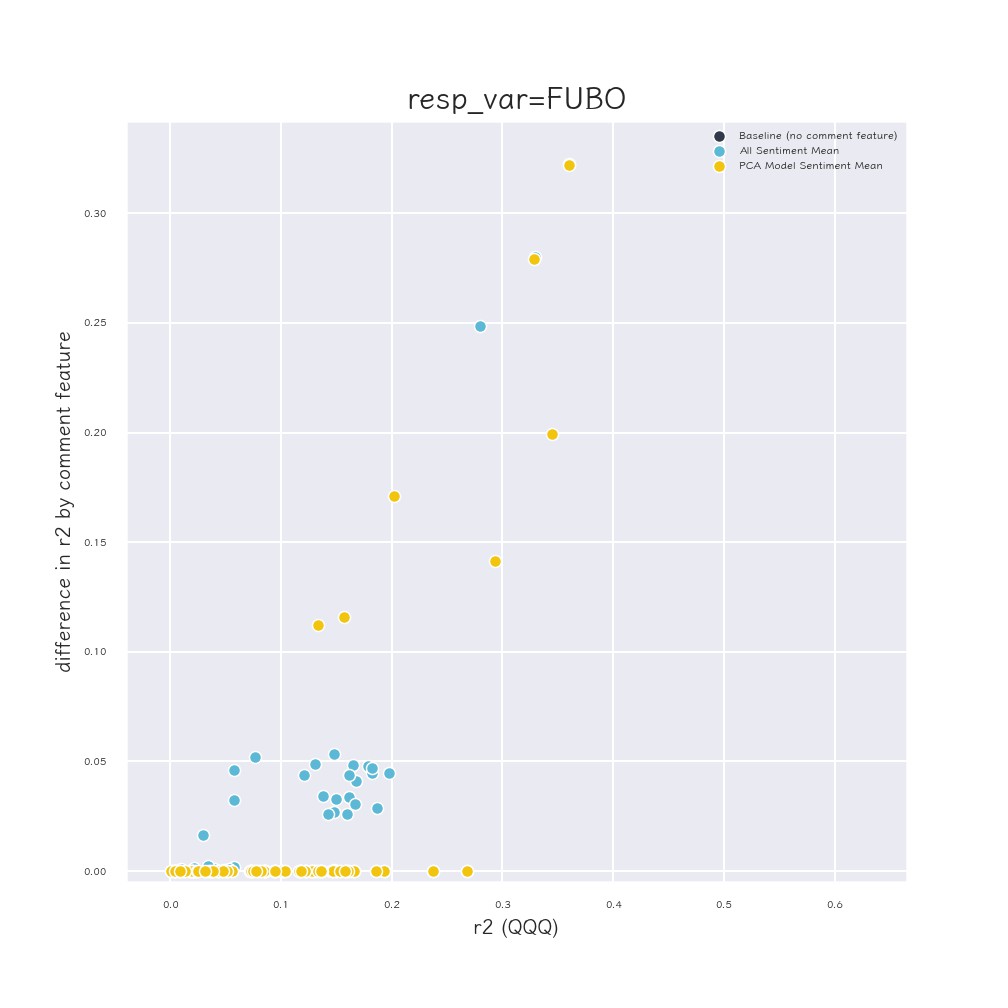 resp_var=FUBO
Baseline (no comment feature)
All Sentiment Mean
PCA Model Sentiment Mean
difference in r2 by comment feature
0.30
0.25
0.20
0.15
0.10
0.05
0.00
0.0 0.1 0.2 0.3 0.4 0.5 0.6
r2 (QQQ)